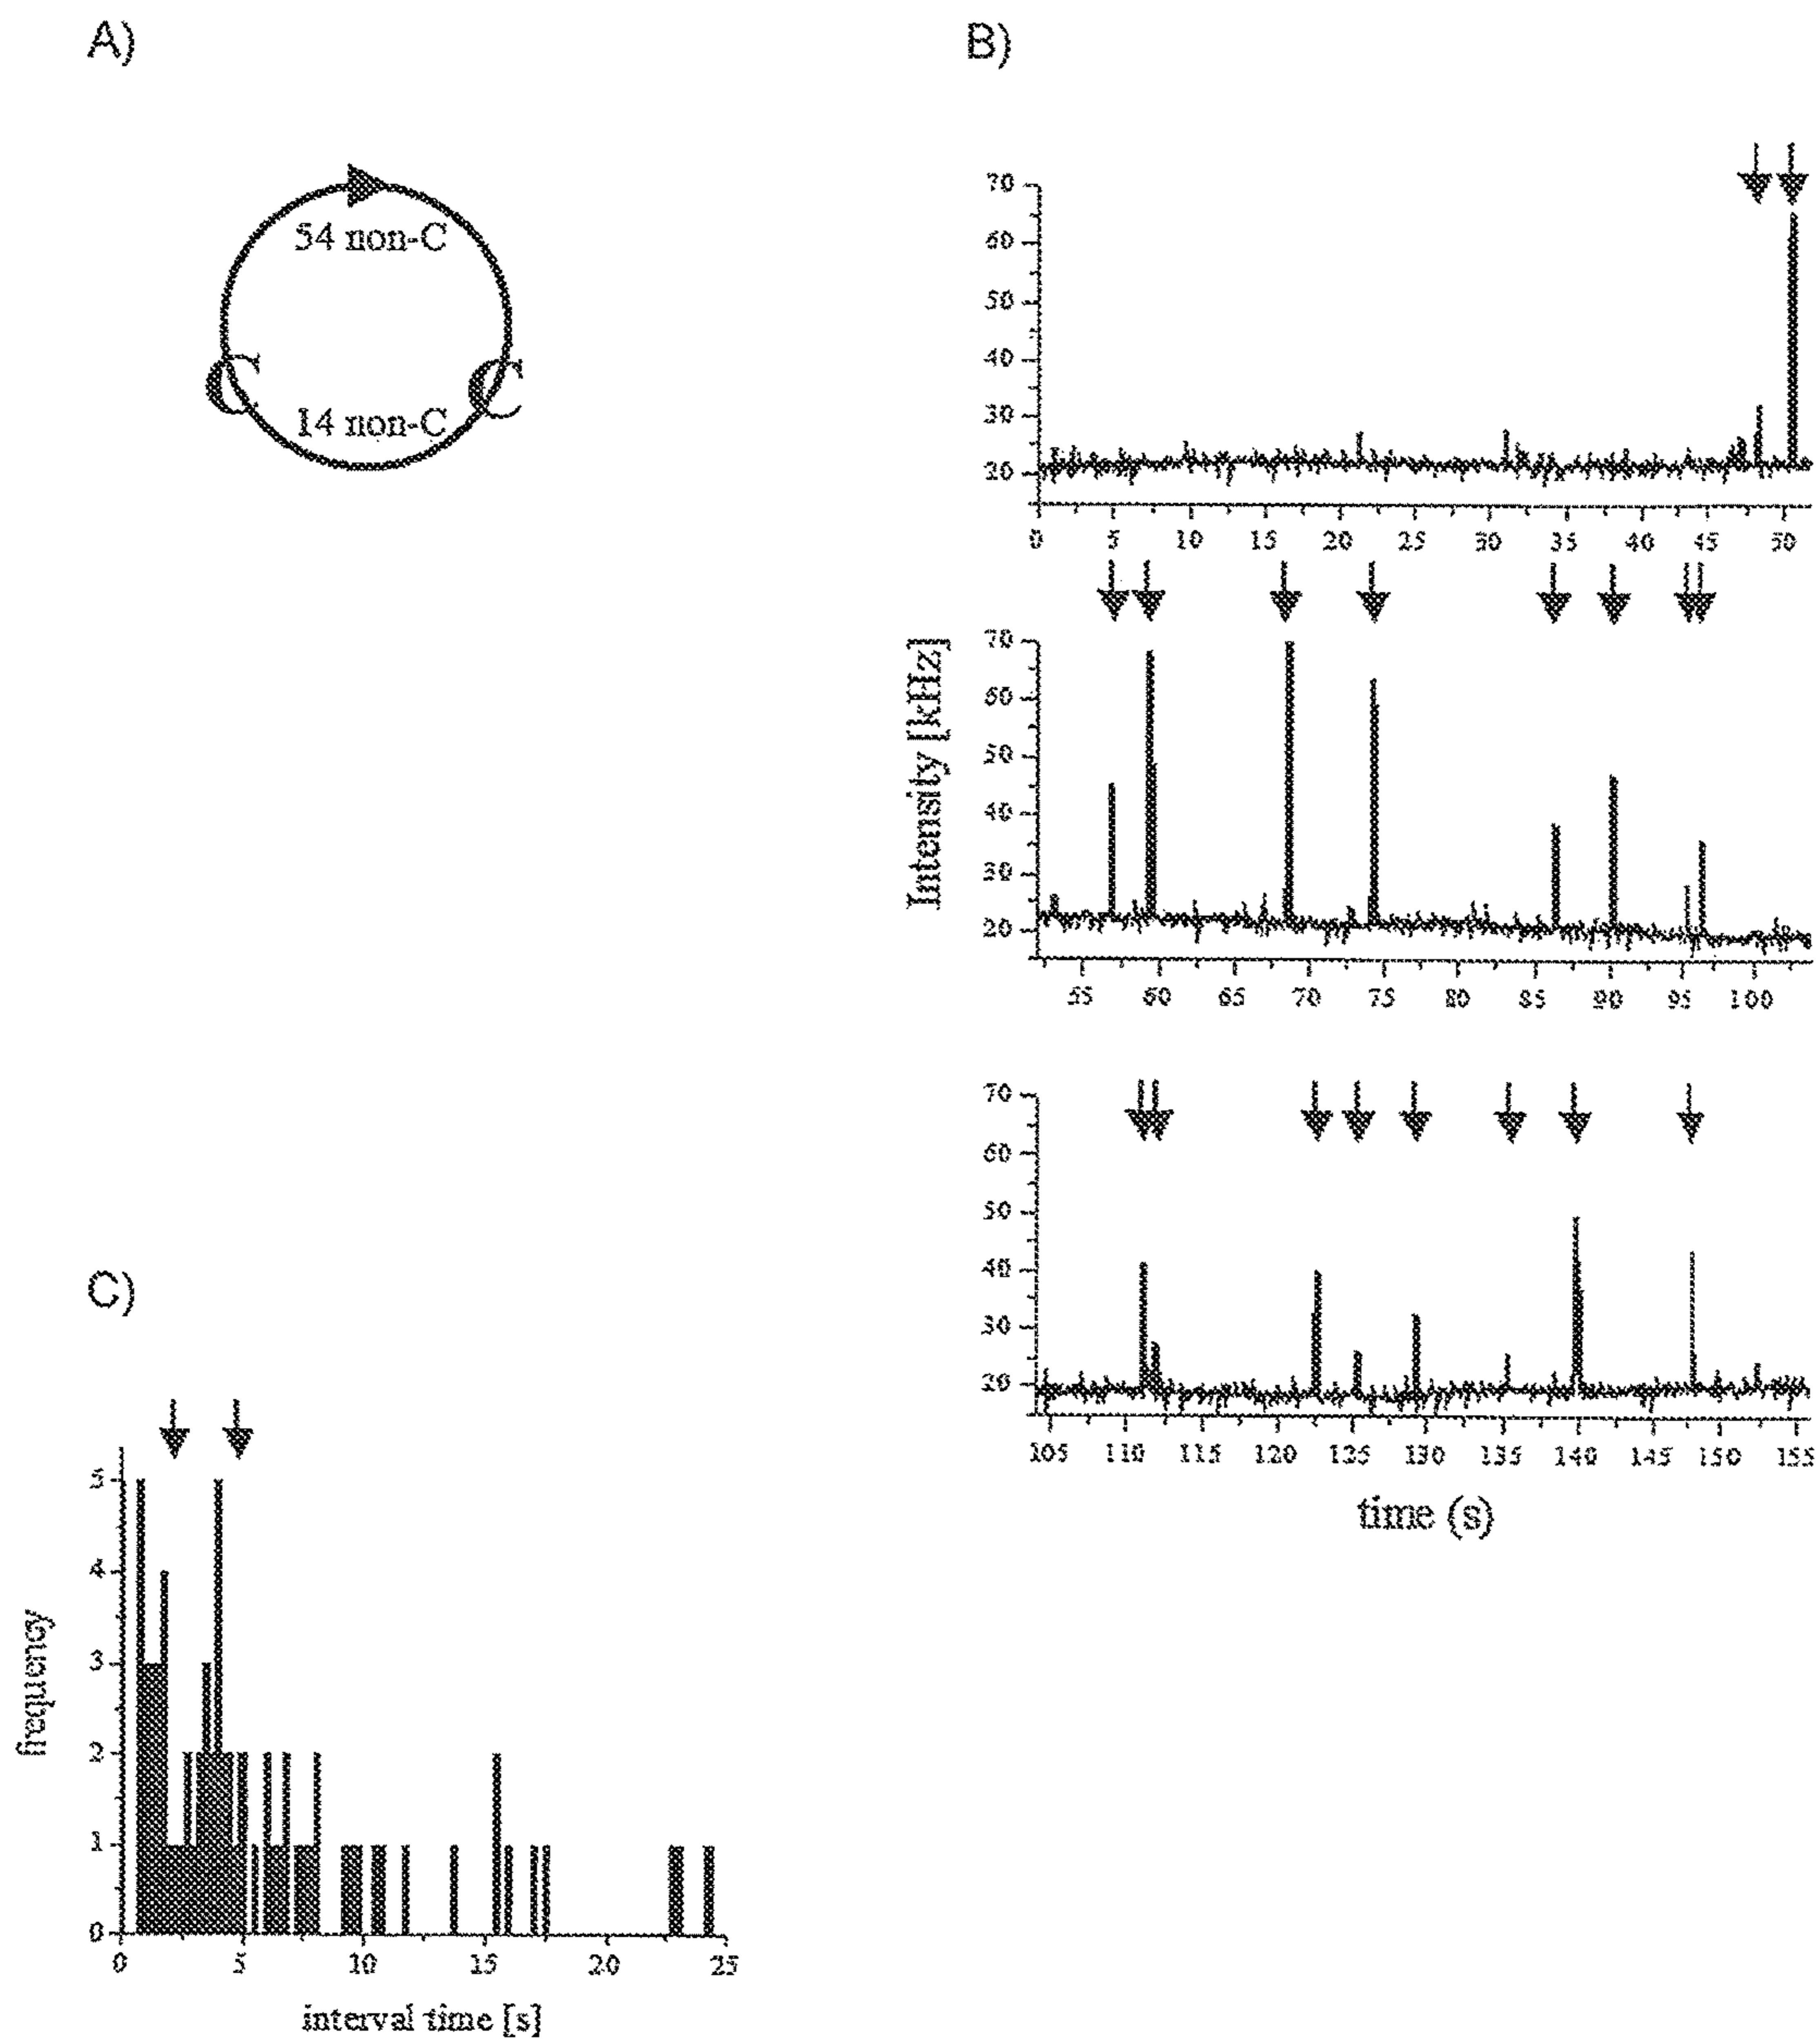 A)
54 non-C
C
C
14 non-C
B)
70
60
50
40
30
20
0 5 10 15 20 25 30 35 40 45 50
Intensity [kHz]
70
60
50
40
30
20
55 60 65 70 75 80 85 90 95 100
70
60
50
40
30
20
105 110 115 120 125 130 135 140 145 150 155
time (s)
C)
frequency
5
4
3
2
1
0
0 5 10 15 20 25
interval time [s]